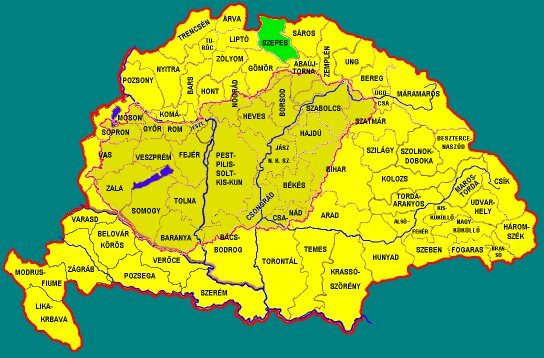 ÁRVA
TRENCSÉN
LIPTÓ
SZEPES
SÁROS
TU-
RÓC
ZÓLYOM
GÖMÖR
ABAÚJ-
TORNA
ZEMPLÉN
UNG
BEREG
NYITRA
BARS
POZSONY
HONT
NÓGRÁD
BORSOD
UGO
CSA
MÁRAMAROS
MOSON
KOMÁ-
HEVES
SZABOLCS
SZATMÁR
SOPRON
GYŐR
ROM
ESZT.
HAJDÚ
BESZTERCE-
NASZÓD
VAS
VESZPRÉM
FEJÉR
PEST-
PILIS-
SOLT-
KIS-KUN
JÁSZ
N. K. SZ.
SZILÁGY
SZOLNOK-
DOBOKA
BIHAR
KOLOZS
MAROS-
TORDA
CSÍK
ZALA
TOLNA
BÉKÉS
TORDA-
ARANYOS
UDVAR-
HELY
SOMOGY
CSONGRÁD
CSA-
NÁD
ARAD
ALSÓ
FEHÉR
KIS-
KÜKÜLLŐ
NAGY-
KÜKÜLLŐ
HÁROM-
SZÉK
VARASD
BARANYA
BÁCS-
BODROG
BELOVÁR
KÖRÖS
VERŐCE
TORONTÁL
TEMES
HUNYAD
SZEBEN
FOGARAS
BRAS
SÓ
ZÁGRÁB
POZSEGA
MODRUS-
FIUME
SZERÉM
KRASSÓ-
SZÖRÉNY
LIKA-
KRBAVA